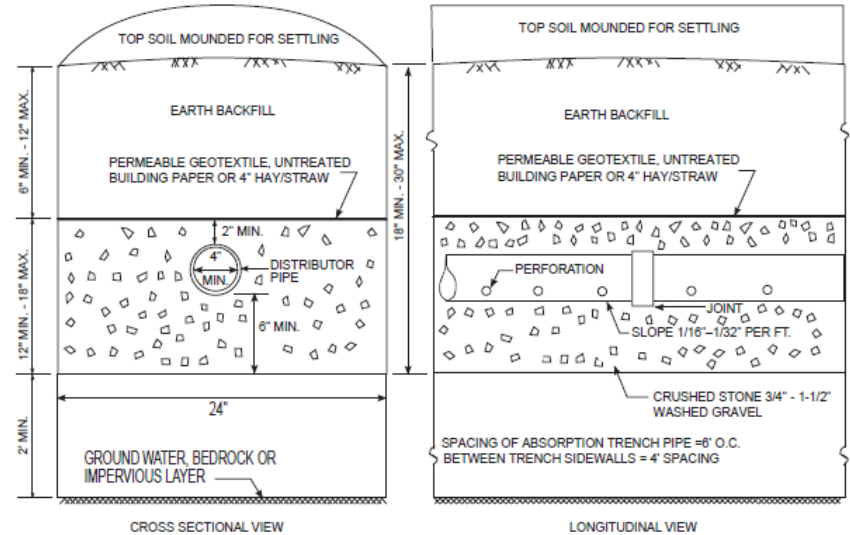 TOP SOIL MOUNDED FOR SETTLING
EARTH BACKFILL
6" MIN. - 12" MAX.
PERMEABLE GEOTEXTILE, UNTREATED
BUILDING PAPER OR 4" HAY/STRAW
2" MIN.
4"
MIN.
DISTRIBUTOR
PIPE
6" MIN.
12" MIN. - 18" MAX.
24"
2' MIN.
GROUND WATER, BEDROCK OR
IMPERVIOUS LAYER
CROSS SECTIONAL VIEW
18" MIN. - 30" MAX.
TOP SOIL MOUNDED FOR SETTLING
EARTH BACKFILL
PERMEABLE GEOTEXTILE, UNTREATED
BUILDING PAPER OR 4" HAY/STRAW
PERFORATION
JOINT
SLOPE 1/16"–1/32" PER FT.
CRUSHED STONE 3/4" - 1-1/2"
WASHED GRAVEL
SPACING OF ABSORPTION TRENCH PIPE =6' O.C.
BETWEEN TRENCH SIDEWALLS = 4' SPACING
LONGITUDINAL VIEW